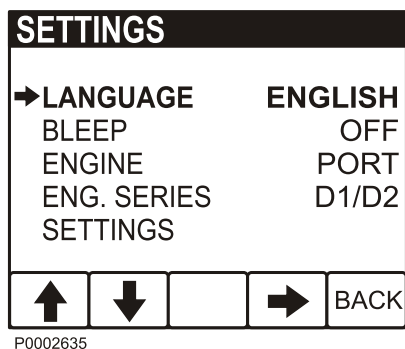 SETTINGS
LANGUAGE ENGLISH
BLEEP OFF
ENGINE PORT
ENG. SERIES D1/D2
SETTINGS
BACK
P0002635